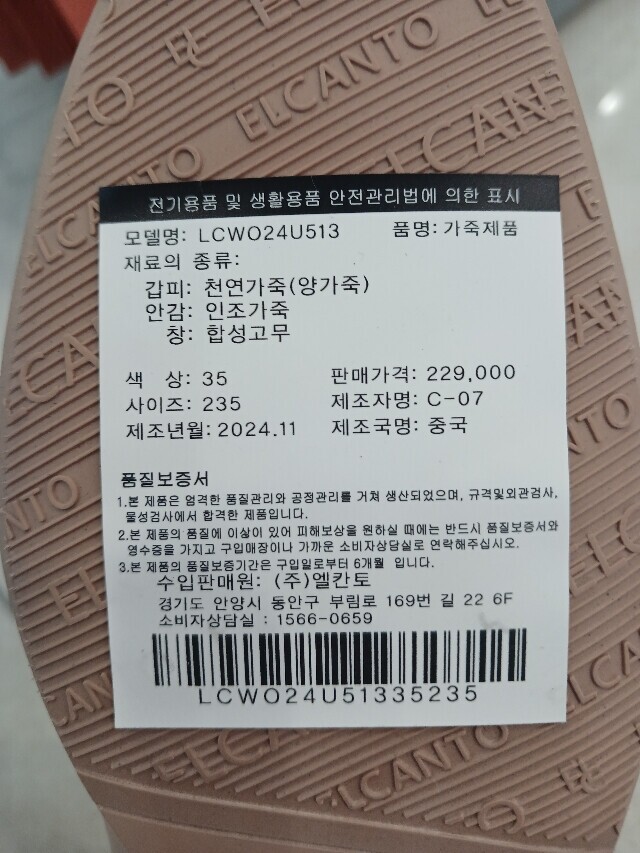 ELCANTO
ELCAN
전기용품 및 생활용품 안전관리법에 의한 표시
모델명: LCWO24U513 품명: 가죽제품
재료의 종류:
갑피: 천연가죽(양가죽)
안감: 인조가죽
창: 합성고무
색 상: 35 판매가격: 229,000
사이즈: 235 제조자명: C-07
제조년월: 2024.11 제조국명: 중국
품질보증서
1.본 제품은 엄격한 품질관리와 공정관리를 거쳐 생산되었으며, 규격및외관검사,
물성검사에서 합격한 제품입니다.
2.본 제품의 품질에 이상이 있어 피해보상을 원하실 때에는 반드시 품질보증서와
영수증을 가지고 구입매장이나 가까운 소비자상담실로 연락해주십시오.
3.본 제품의 품질보증기간은 구입일로부터 6개월 입니다.
수입판매원: (주)엘칸토
경기도 안양시 동안구 부림로 169번 길 22 6F
소비자상담실 : 1566-0659
LCWO24U51335235
ELCANTO
ELCANTO